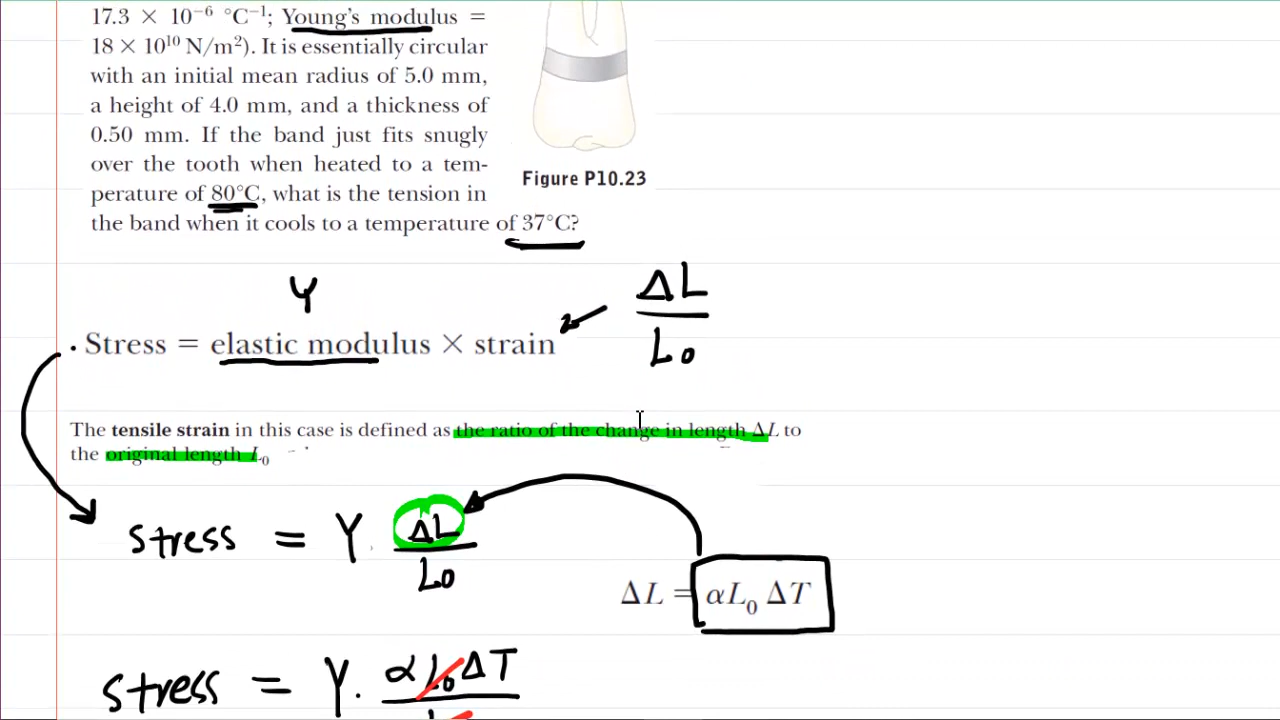 17.3 × 10⁻⁶ °C⁻¹; Young's modulus =
18 × 10¹⁰ N/m²). It is essentially circular
with an initial mean radius of 5.0 mm,
a height of 4.0 mm, and a thickness of
0.50 mm. If the band just fits snugly
over the tooth when heated to a tem-
perature of 80°C, what is the tension in
the band when it cools to a temperature of 37°C?
Figure P10.23
Y
ΔL
L₀
. Stress = elastic modulus × strain
The tensile strain in this case is defined as the ratio of the change in length ΔL to
the original length L₀
Stress = Y. ΔL
L₀
ΔL = αL₀ ΔT
Stress = Y. αL₀ΔT